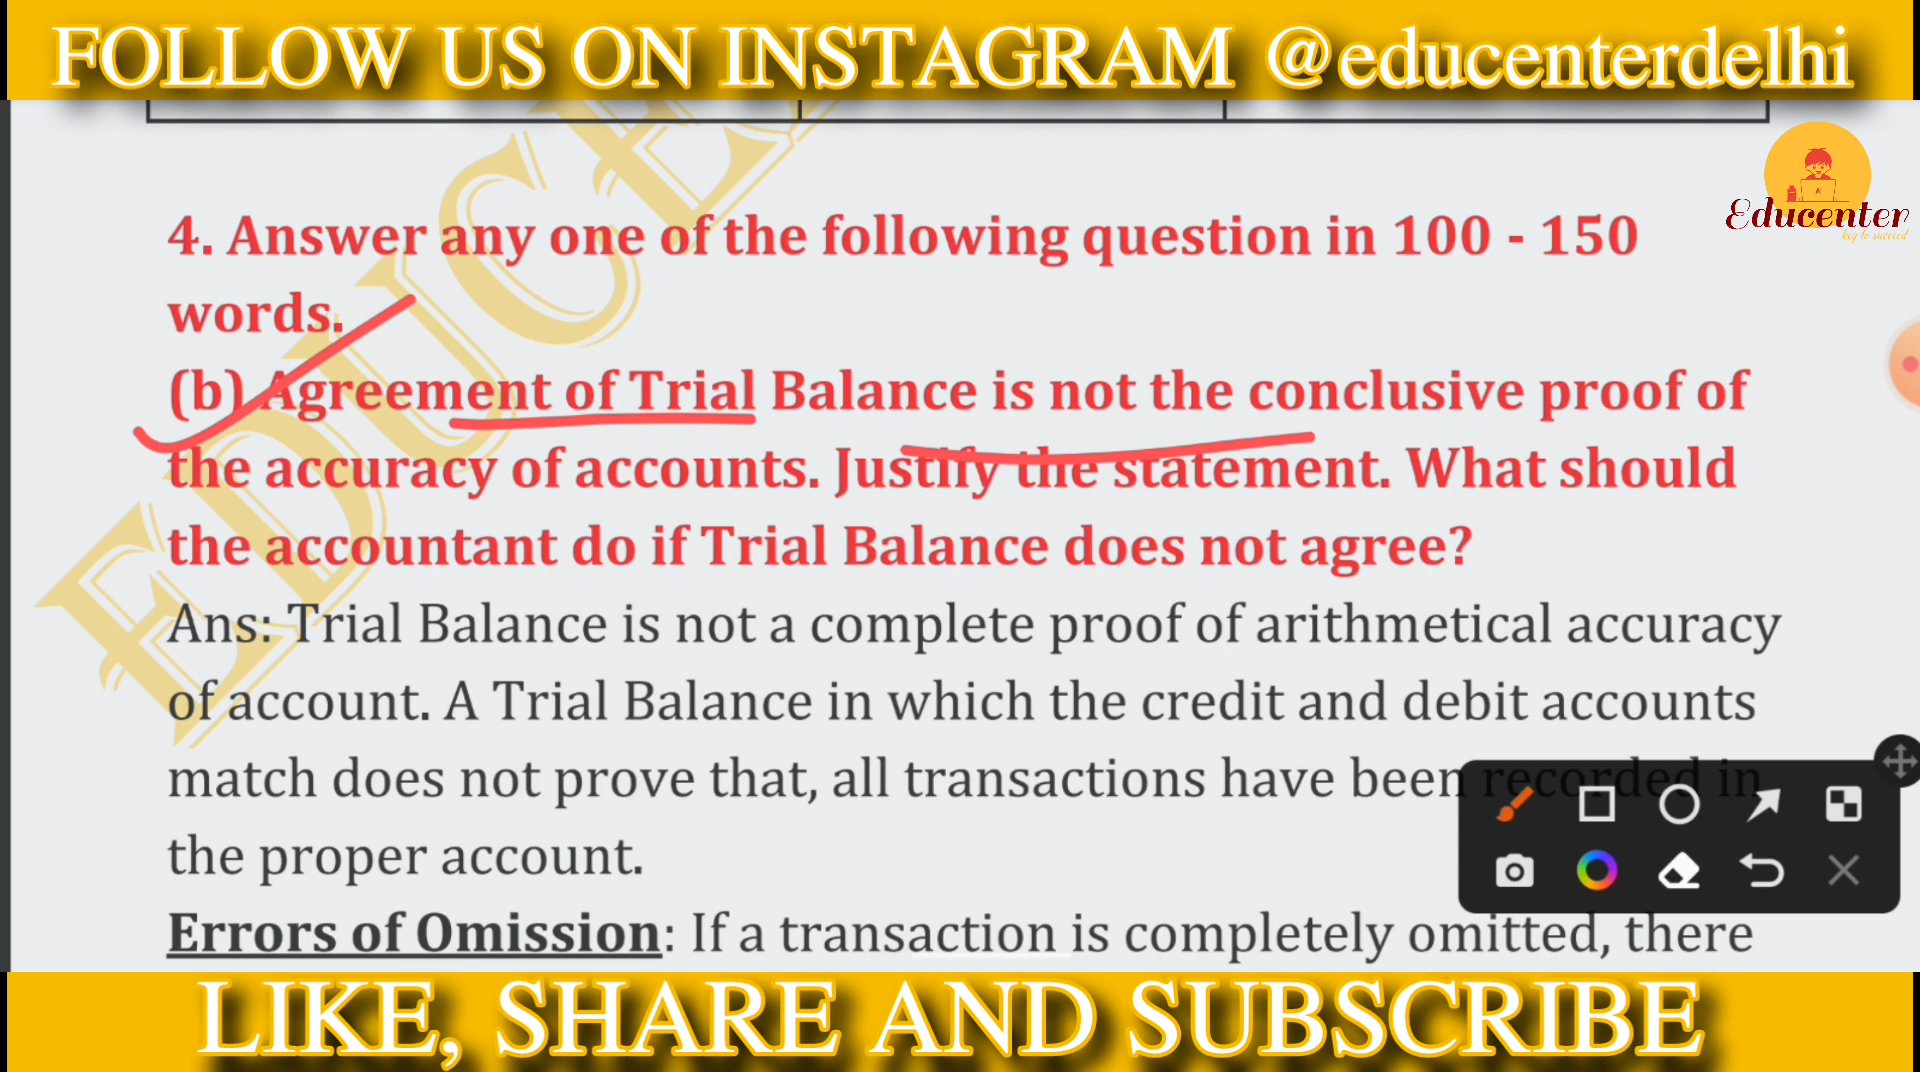 FOLLOW US ON INSTAGRAM @educenterdelhi
Educenter
key to succeed
4. Answer any one of the following question in 100 - 150
words.
(b) Agreement of Trial Balance is not the conclusive proof of
the accuracy of accounts. Justify the statement. What should
the accountant do if Trial Balance does not agree?
Ans: Trial Balance is not a complete proof of arithmetical accuracy
of account. A Trial Balance in which the credit and debit accounts
match does not prove that, all transactions have been recorded in
the proper account.
Errors of Omission: If a transaction is completely omitted, there
EDUCE
LIKE, SHARE AND SUBSCRIBE